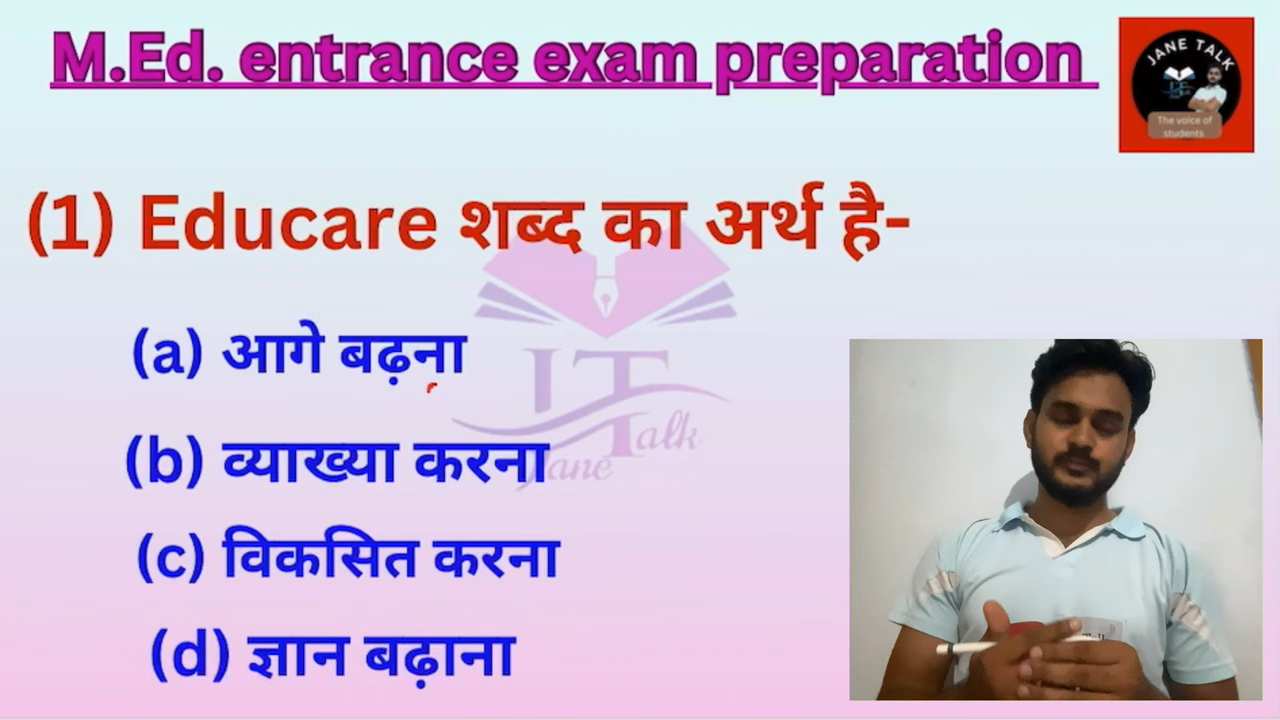 M.Ed. entrance exam preparation
JANE TALK
The voice of
students
(1) Educare शब्द का अर्थ है-
(a) आगे बढ़ना
(b) व्याख्या करना
(c) विकसित करना
(d) ज्ञान बढ़ाना
JT
Jane Talk